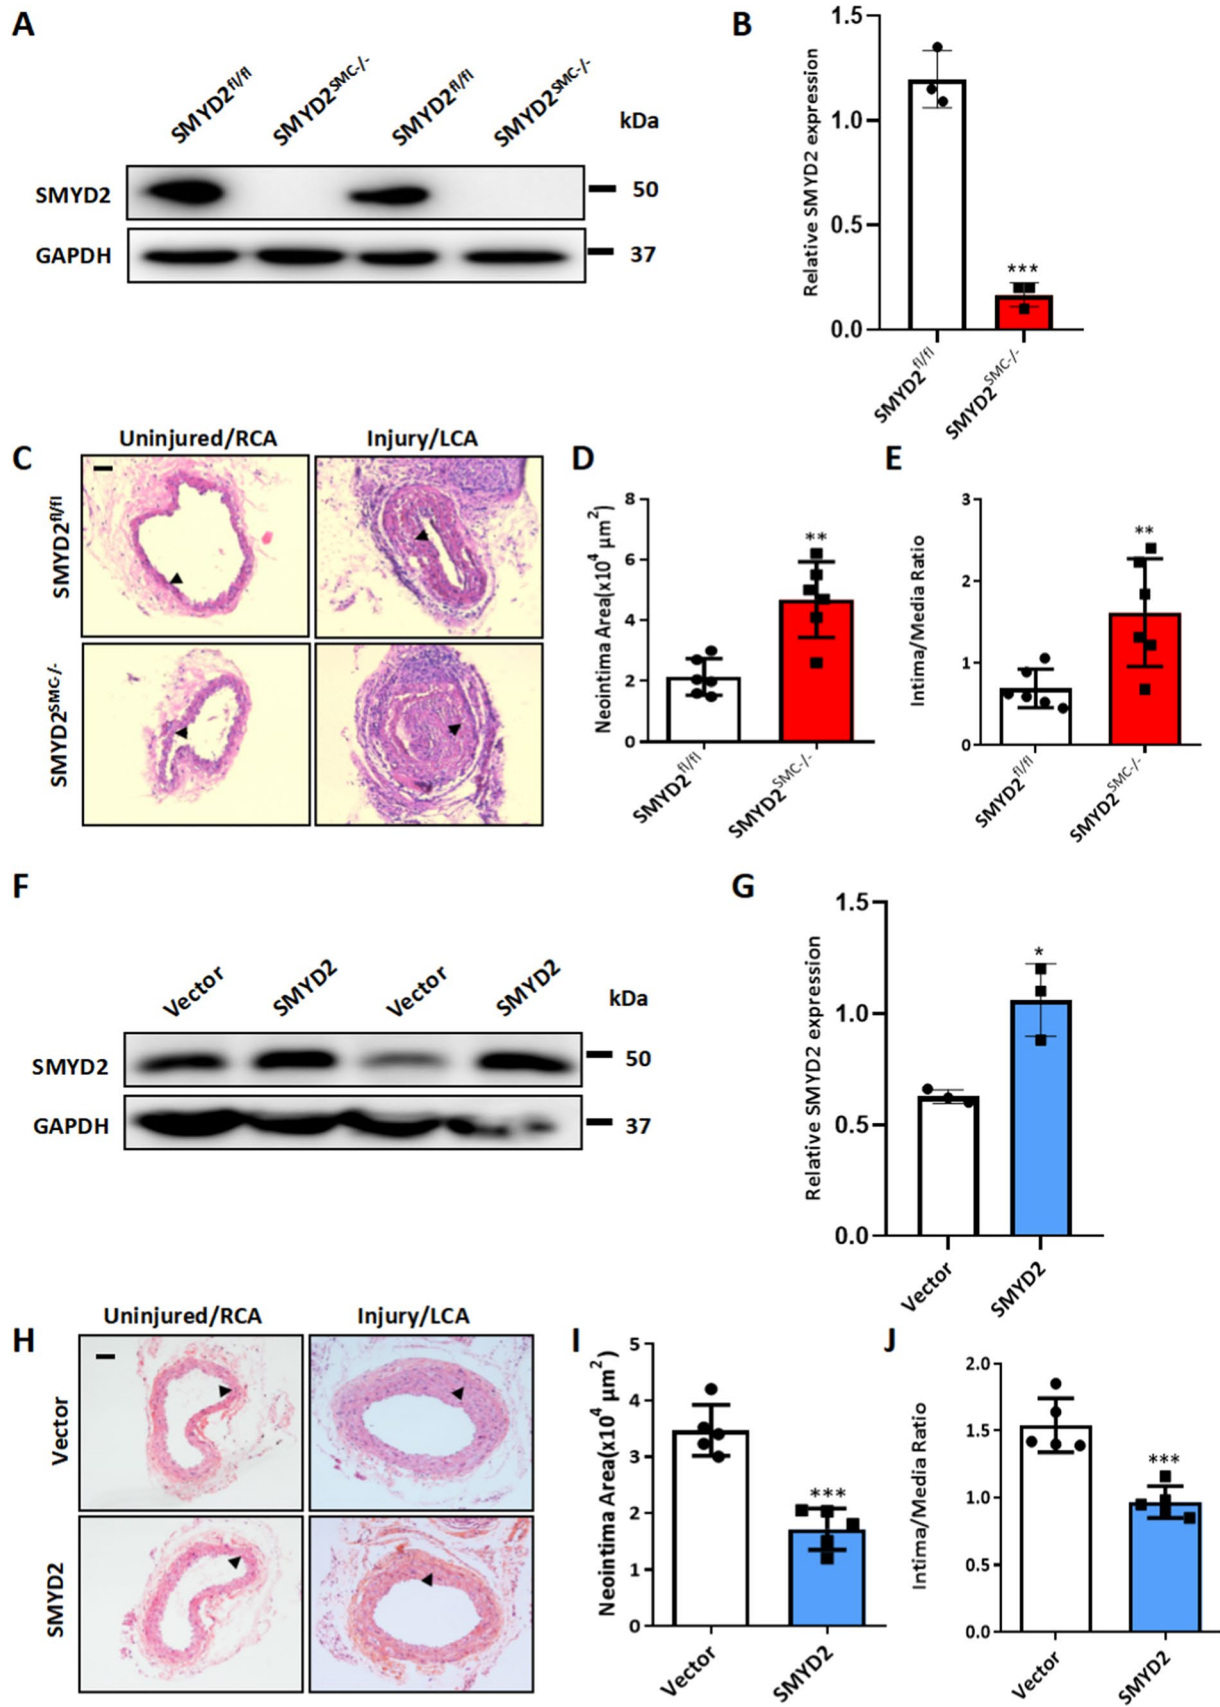 A
SMYD2fl/fl
SMYD2SMC-/-
SMYD2fl/fl
SMYD2SMC-/-
kDa
SMYD2
50
GAPDH
37
B
Relative SMYD2 expression
1.5
1.0
0.5
0.0
***
SMYD2fl/fl
SMYD2SMC-/-
C
Uninjured/RCA
Injury/LCA
SMYD2fl/fl
SMYD2SMC-/-
D
Neointima Area(x10⁴ µm²)
8
6
4
2
0
**
SMYD2fl/fl
SMYD2SMC-/-
E
Intima/Media Ratio
3
2
1
0
**
SMYD2fl/fl
SMYD2SMC-/-
F
Vector
SMYD2
Vector
SMYD2
kDa
SMYD2
50
GAPDH
37
G
Relative SMYD2 expression
1.5
1.0
0.5
0.0
*
Vector
SMYD2
H
Uninjured/RCA
Injury/LCA
Vector
SMYD2
I
Neointima Area(x10⁴ µm²)
5
4
3
2
1
0
***
Vector
SMYD2
J
Intima/Media Ratio
2.0
1.5
1.0
0.5
0.0
***
Vector
SMYD2